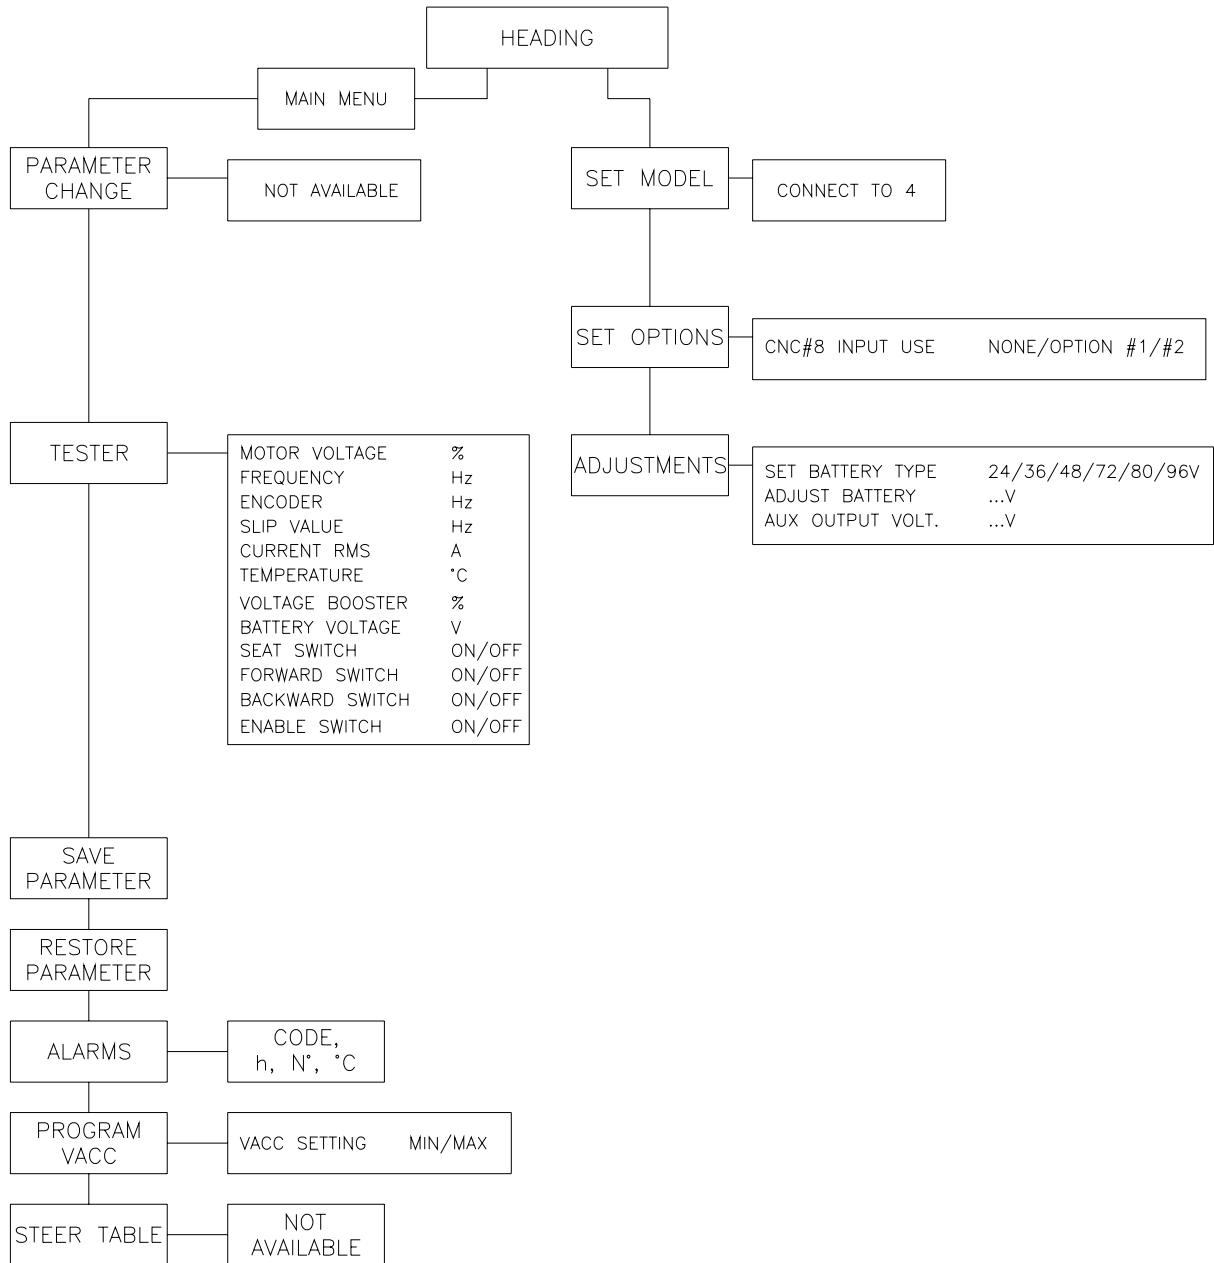 HEADING
MAIN MENU
PARAMETER
CHANGE
NOT AVAILABLE
SET MODEL
CONNECT TO 4
SET OPTIONS
CNC#8 INPUT USE NONE/OPTION #1/#2
TESTER
MOTOR VOLTAGE %
FREQUENCY Hz
ENCODER Hz
SLIP VALUE Hz
CURRENT RMS A
TEMPERATURE °C
VOLTAGE BOOSTER %
BATTERY VOLTAGE V
SEAT SWITCH ON/OFF
FORWARD SWITCH ON/OFF
BACKWARD SWITCH ON/OFF
ENABLE SWITCH ON/OFF
ADJUSTMENTS
SET BATTERY TYPE 24/36/48/72/80/96V
ADJUST BATTERY ...V
AUX OUTPUT VOLT. ...V
SAVE
PARAMETER
RESTORE
PARAMETER
ALARMS
CODE,
h, N°, °C
PROGRAM
VACC
VACC SETTING MIN/MAX
STEER TABLE
NOT
AVAILABLE